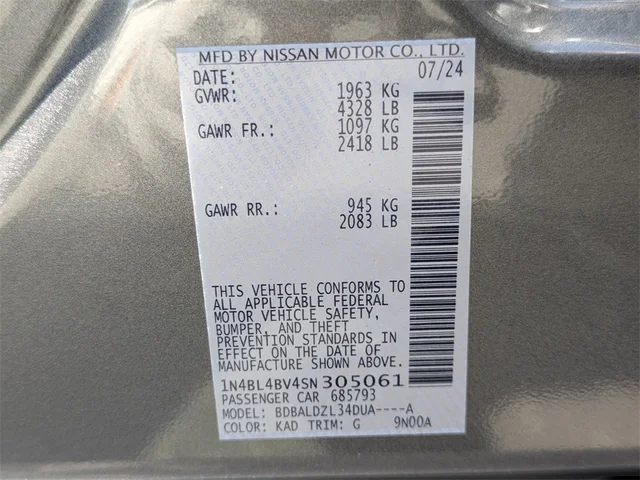 MFD BY NISSAN MOTOR CO., LTD.
DATE: 07/24
GVWR: 1963 KG
4328 LB
GAWR FR.: 1097 KG
2418 LB
GAWR RR.: 945 KG
2083 LB
THIS VEHICLE CONFORMS TO
ALL APPLICABLE FEDERAL
MOTOR VEHICLE SAFETY,
BUMPER, AND THEFT
PREVENTION STANDARDS IN
EFFECT ON THE DATE OF
MANUFACTURE SHOWN ABOVE.
1N4BL4BV4SN305061
PASSENGER CAR 685793
MODEL: BDBALDZL34DUA----A
COLOR: KAD TRIM: G 9N00A